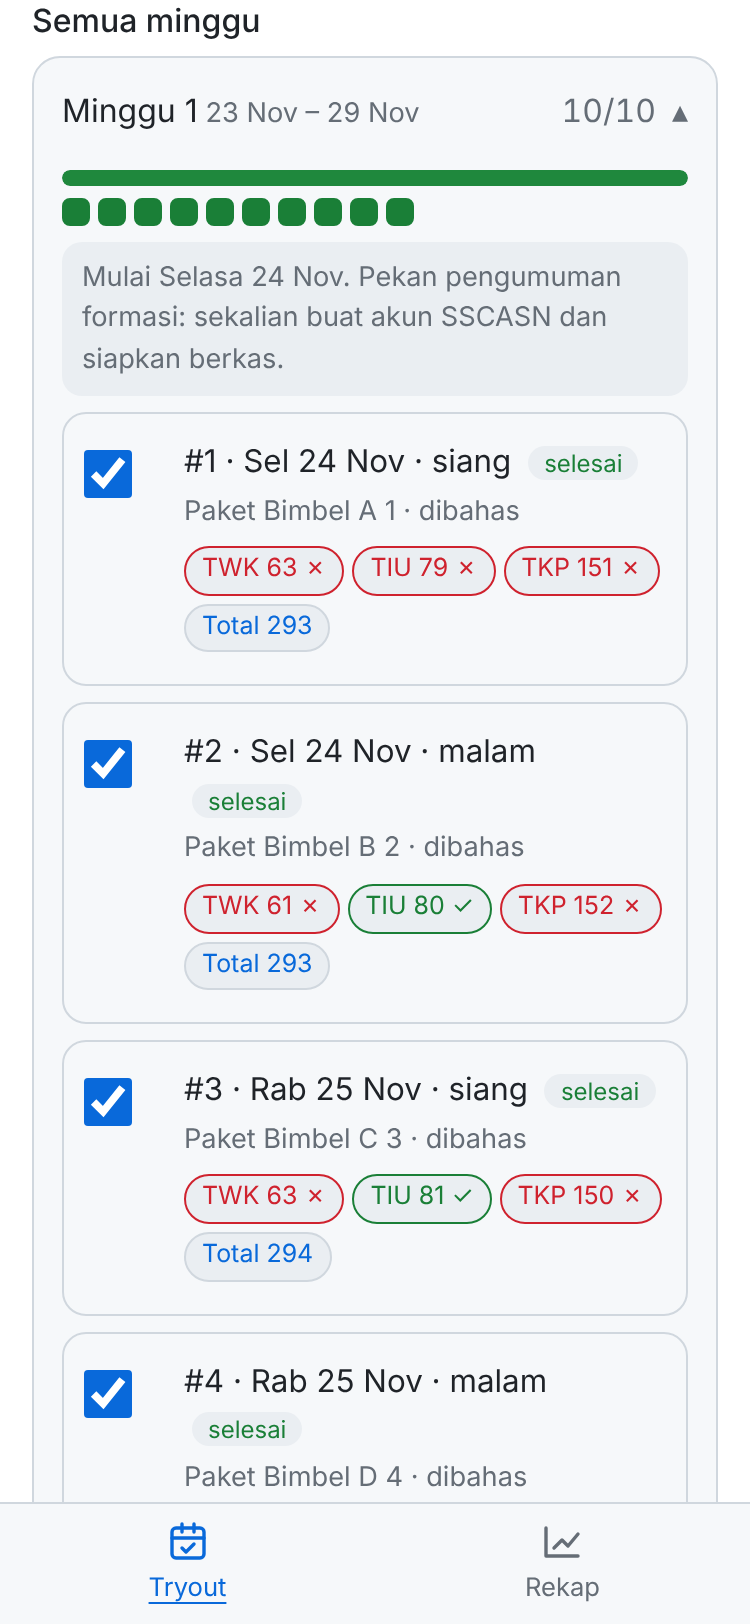 Semua minggu
Minggu 1 23 Nov – 29 Nov 10/10 ▲
Mulai Selasa 24 Nov. Pekan pengumuman
formasi: sekalian buat akun SSCASN dan
siapkan berkas.
#1 · Sel 24 Nov · siang selesai
Paket Bimbel A 1 · dibahas
TWK 63 × TIU 79 × TKP 151 ×
Total 293
#2 · Sel 24 Nov · malam
selesai
Paket Bimbel B 2 · dibahas
TWK 61 × TIU 80 ✓ TKP 152 ×
Total 293
#3 · Rab 25 Nov · siang selesai
Paket Bimbel C 3 · dibahas
TWK 63 × TIU 81 ✓ TKP 150 ×
Total 294
#4 · Rab 25 Nov · malam
selesai
Paket Bimbel D 4 · dibahas
Tryout Rekap